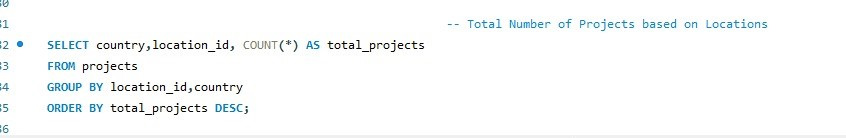 -- Total Number of Projects based on Locations
SELECT country,location_id, COUNT(*) AS total_projects
FROM projects
GROUP BY location_id,country
ORDER BY total_projects DESC;